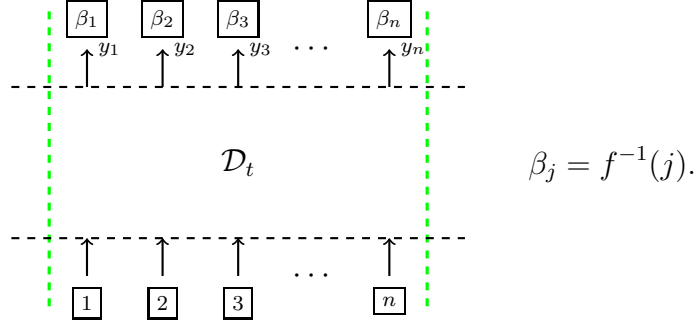 β₁ β₂ β₃ βₙ
y₁ y₂ y₃ ... yₙ
𝒟ₜ
βⱼ = f⁻¹(j).
...
1 2 3 n